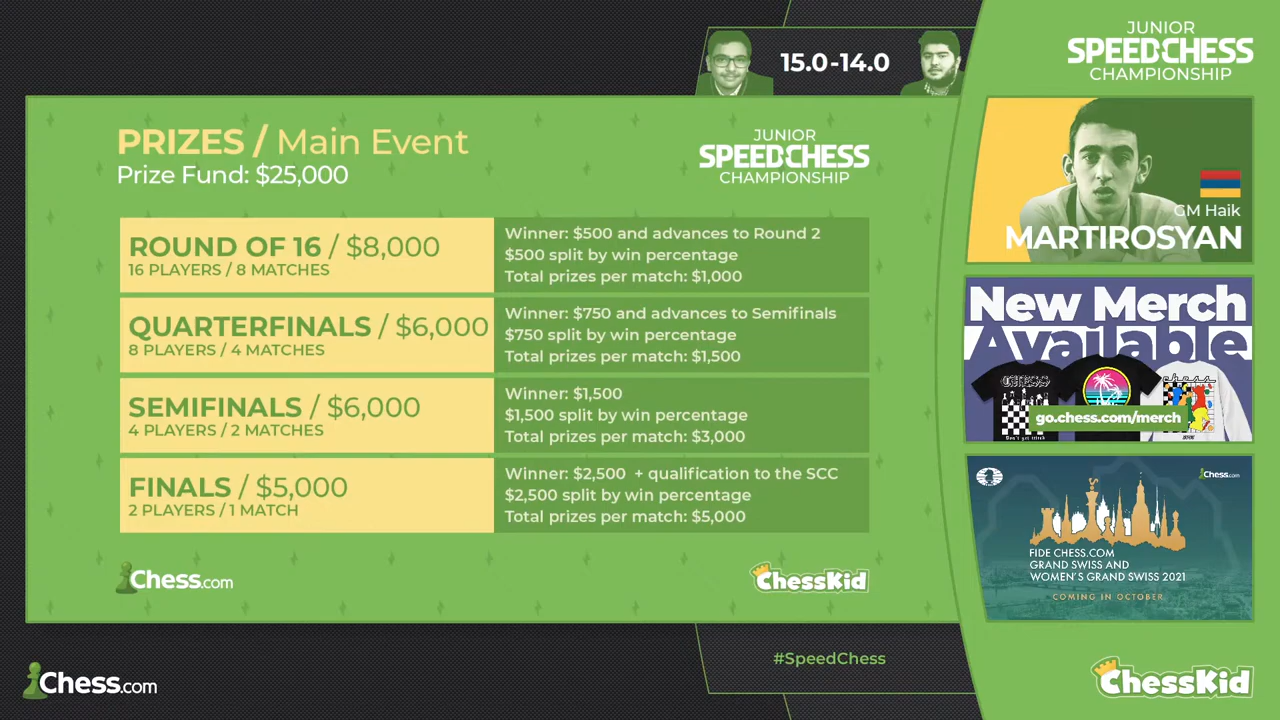 15.0-14.0
JUNIOR
SPEEDCHESS
CHAMPIONSHIP
PRIZES / Main Event
Prize Fund: $25,000
JUNIOR
SPEEDCHESS
CHAMPIONSHIP
ROUND OF 16 / $8,000
16 PLAYERS / 8 MATCHES
Winner: $500 and advances to Round 2
$500 split by win percentage
Total prizes per match: $1,000
QUARTERFINALS / $6,000
8 PLAYERS / 4 MATCHES
Winner: $750 and advances to Semifinals
$750 split by win percentage
Total prizes per match: $1,500
SEMIFINALS / $6,000
4 PLAYERS / 2 MATCHES
Winner: $1,500
$1,500 split by win percentage
Total prizes per match: $3,000
FINALS / $5,000
2 PLAYERS / 1 MATCH
Winner: $2,500 + qualification to the SCC
$2,500 split by win percentage
Total prizes per match: $5,000
Chess.com
ChessKid
GM Haik
MARTIROSYAN
New Merch
Available
go.chess.com/merch
Chess.com
FIDE CHESS.COM
GRAND SWISS AND
WOMEN'S GRAND SWISS 2021
COMING IN OCTOBER
Chess.com
#SpeedChess
ChessKid